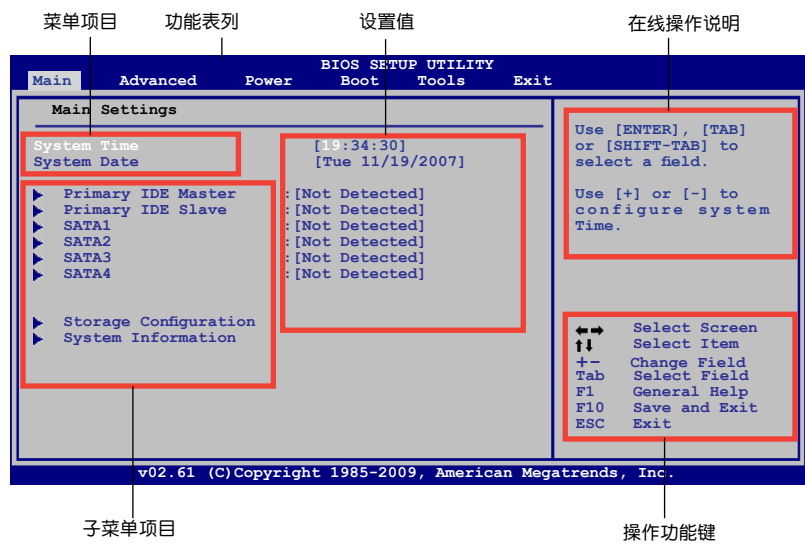 菜单项目 功能表列 设置值 在线操作说明
BIOS SETUP UTILITY
Main Advanced Power Boot Tools Exit
Main Settings
System Time [19:34:30]
System Date [Tue 11/19/2007]
Primary IDE Master :[Not Detected]
Primary IDE Slave :[Not Detected]
SATA1 :[Not Detected]
SATA2 :[Not Detected]
SATA3 :[Not Detected]
SATA4 :[Not Detected]
Storage Configuration
System Information
Use [ENTER], [TAB]
or [SHIFT-TAB] to
select a field.
Use [+] or [-] to
configure system
Time.
←→ Select Screen
↑↓ Select Item
+- Change Field
Tab Select Field
F1 General Help
F10 Save and Exit
ESC Exit
v02.61 (C)Copyright 1985-2009, American Megatrends, Inc.
子菜单项目 操作功能键